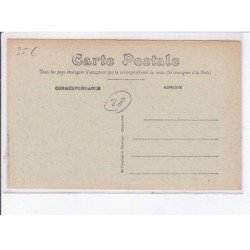 35€
Carte Postale
Tous les pays étrangers n'acceptent pas la correspondance au recto (Se renseigner à la Poste)
CORRESPONDANCE
ADRESSE
28